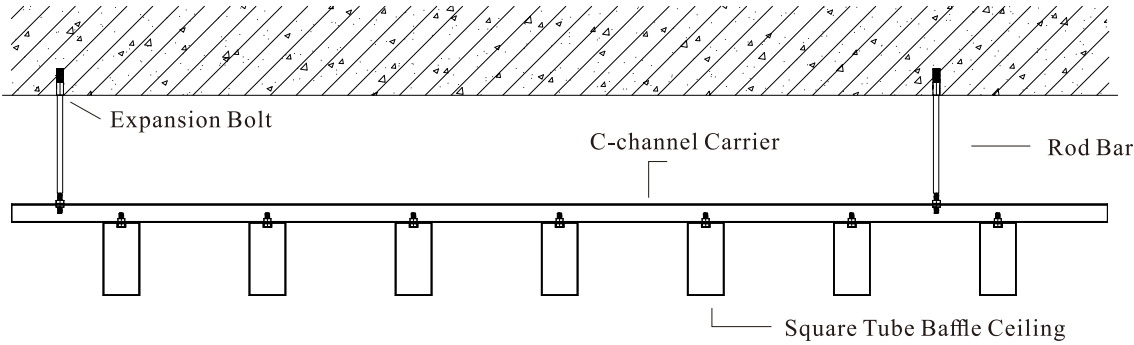 Expansion Bolt
C-channel Carrier
Rod Bar
Square Tube Baffle Ceiling